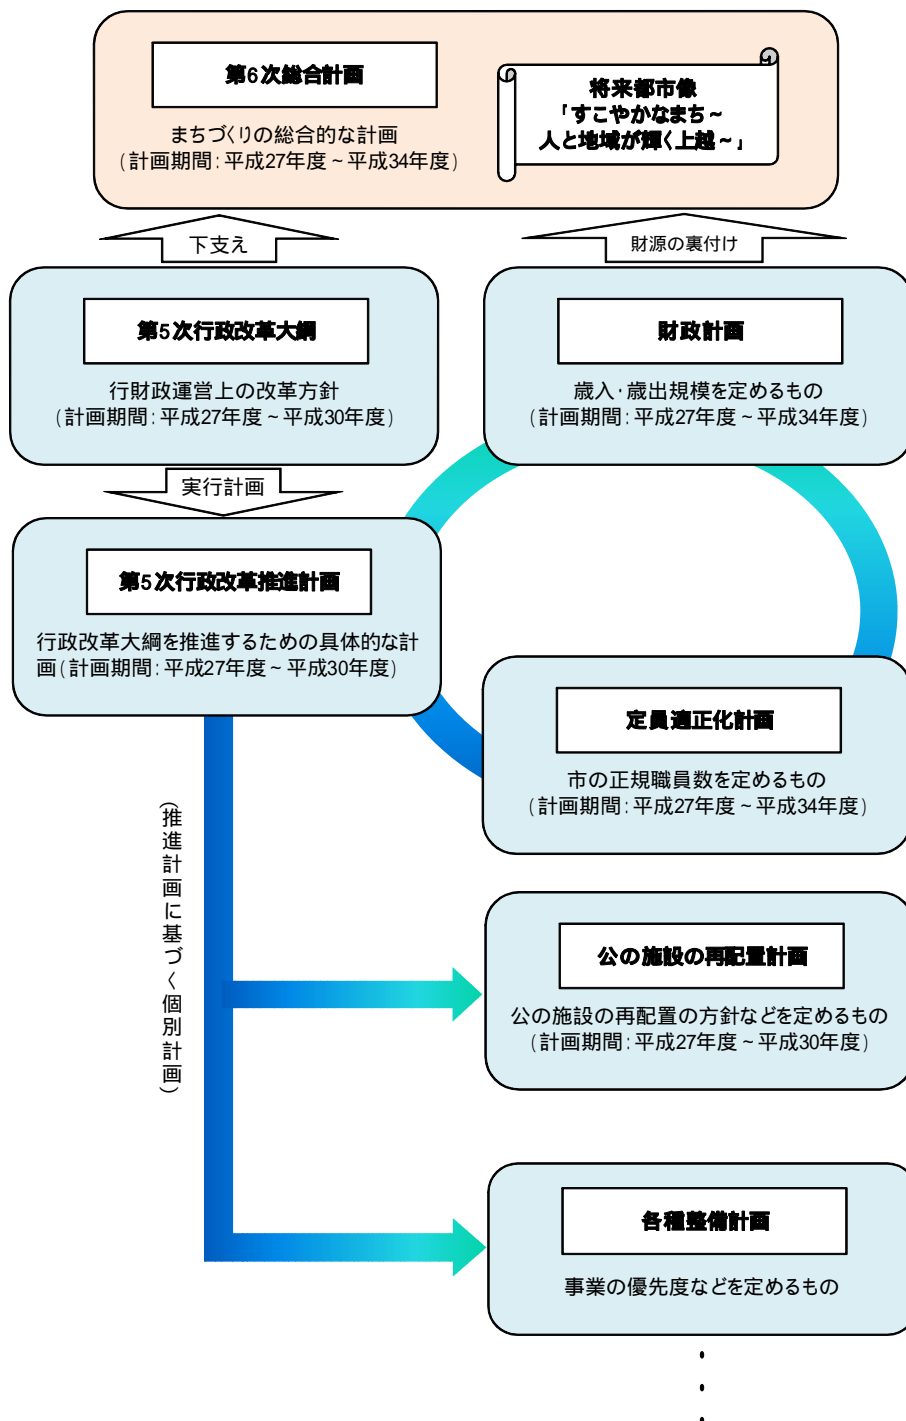 第6次総合計画
まちづくりの総合的な計画
(計画期間:平成27年度~平成34年度)
将来都市像
「すこやかなまち~
人と地域が輝く上越~」
下支え
財源の裏付け
第5次行政改革大綱
行財政運営上の改革方針
(計画期間:平成27年度~平成30年度)
財政計画
歳入・歳出規模を定めるもの
(計画期間:平成27年度~平成34年度)
実行計画
第5次行政改革推進計画
行政改革大綱を推進するための具体的な計
画(計画期間:平成27年度~平成30年度)
定員適正化計画
市の正規職員数を定めるもの
(計画期間:平成27年度~平成34年度)
(推進計画に基づく個別計画)
公の施設の再配置計画
公の施設の再配置の方針などを定めるもの
(計画期間:平成27年度~平成30年度)
各種整備計画
事業の優先度などを定めるもの